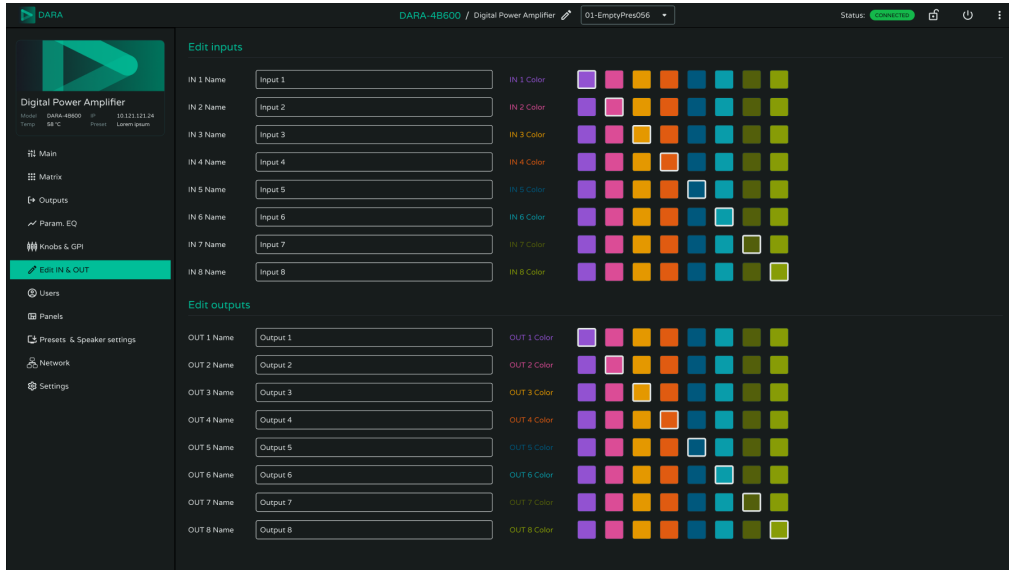 DARA
DARA-4B600 / Digital Power Amplifier
01-EmptyPres056
Status: CONNECTED
Digital Power Amplifier
Model DARA-4B600 IP 10.121.121.24
Temp 58 °C Preset Lorem ipsum
Main
Matrix
Outputs
Param. EQ
Knobs & GPI
Edit IN & OUT
Users
Panels
Presets & Speaker settings
Network
Settings
Edit inputs
IN 1 Name Input 1 IN 1 Color
IN 2 Name Input 2 IN 2 Color
IN 3 Name Input 3 IN 3 Color
IN 4 Name Input 4 IN 4 Color
IN 5 Name Input 5 IN 5 Color
IN 6 Name Input 6 IN 6 Color
IN 7 Name Input 7 IN 7 Color
IN 8 Name Input 8 IN 8 Color
Edit outputs
OUT 1 Name Output 1 OUT 1 Color
OUT 2 Name Output 2 OUT 2 Color
OUT 3 Name Output 3 OUT 3 Color
OUT 4 Name Output 4 OUT 4 Color
OUT 5 Name Output 5 OUT 5 Color
OUT 6 Name Output 6 OUT 6 Color
OUT 7 Name Output 7 OUT 7 Color
OUT 8 Name Output 8 OUT 8 Color